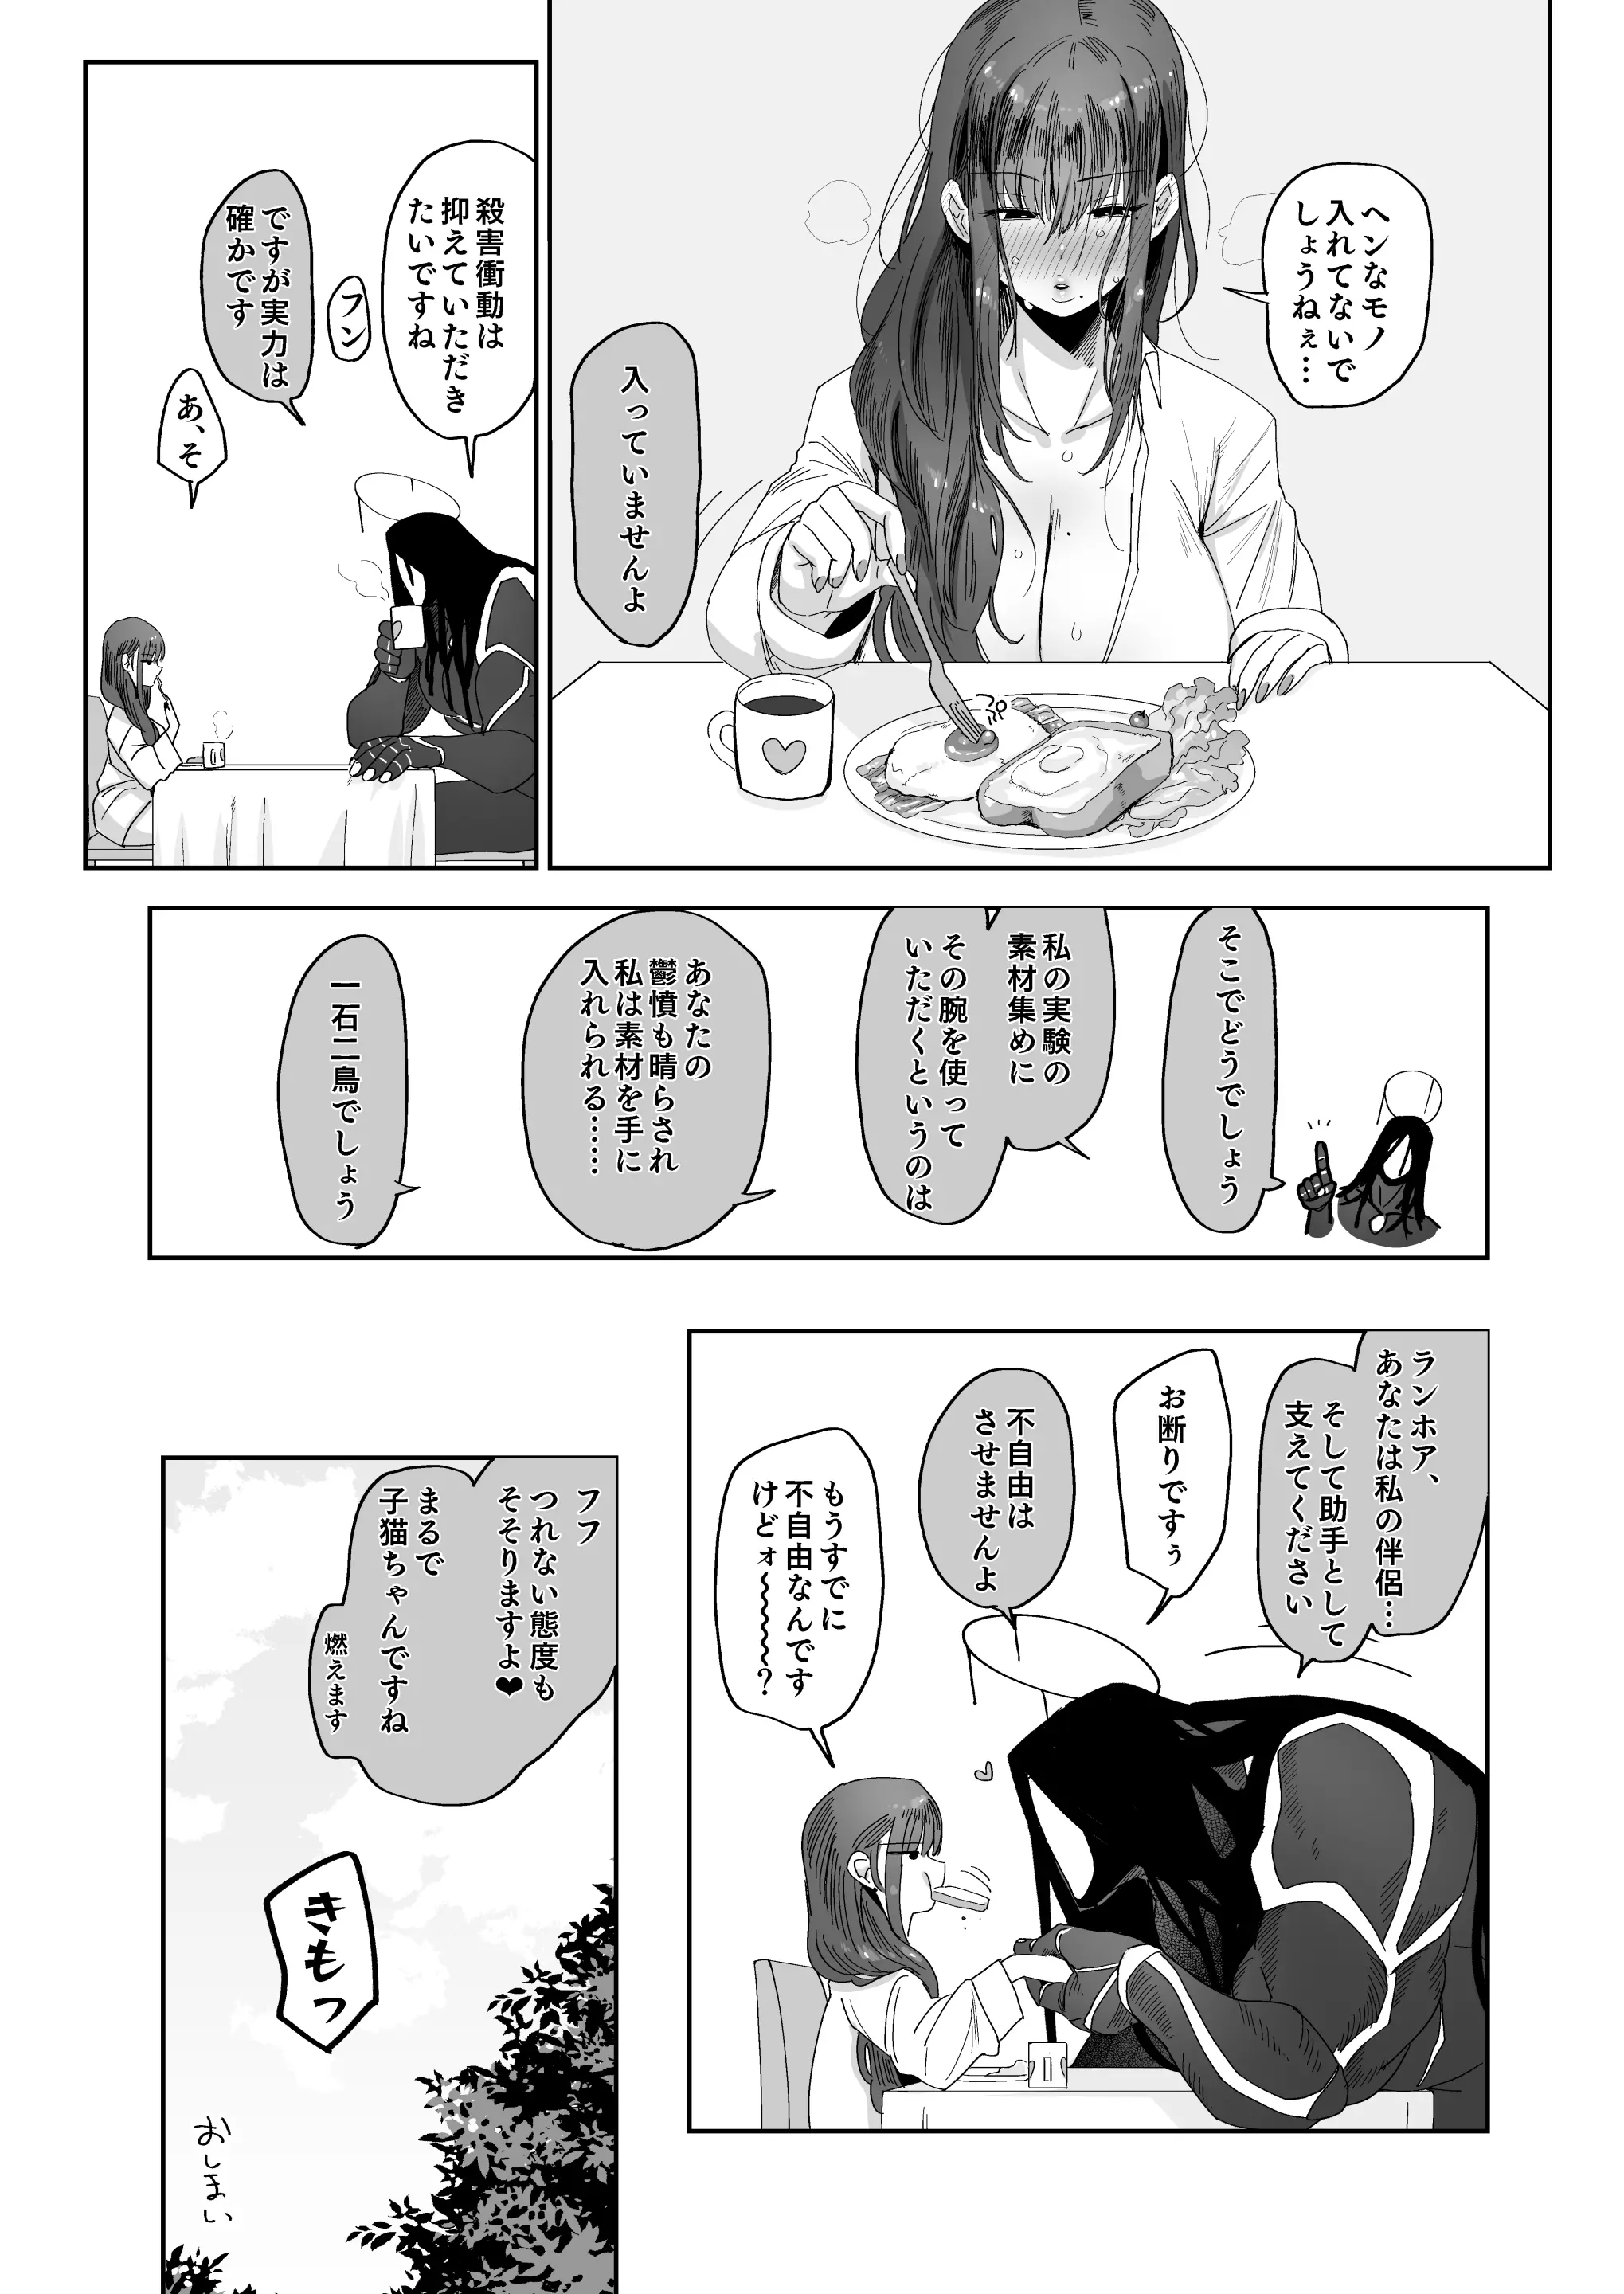 ヘンなモノ
入れてないで
しょうねぇ…
入っていませんよ
殺害衝動は
抑えていただき
たいですね
フン
ですが実力は
確かです
あ、そ
そこでどうでしょう
私の実験の
素材集めに
その腕を使って
いただくというのは
あなたの
鬱憤も晴らされ
私は素材を手に
入れられる……
一石二鳥でしょう
ランホア、
あなたは私の伴侶…
そして助手として
支えてください
お断りですぅ
不自由は
させませんよ
もうすでに
不自由なんです
けどォ〜〜〜〜?
フフ
つれない態度も
そそりますよ❤
まるで
子猫ちゃんですね
燃えます
きもっ
おしまい